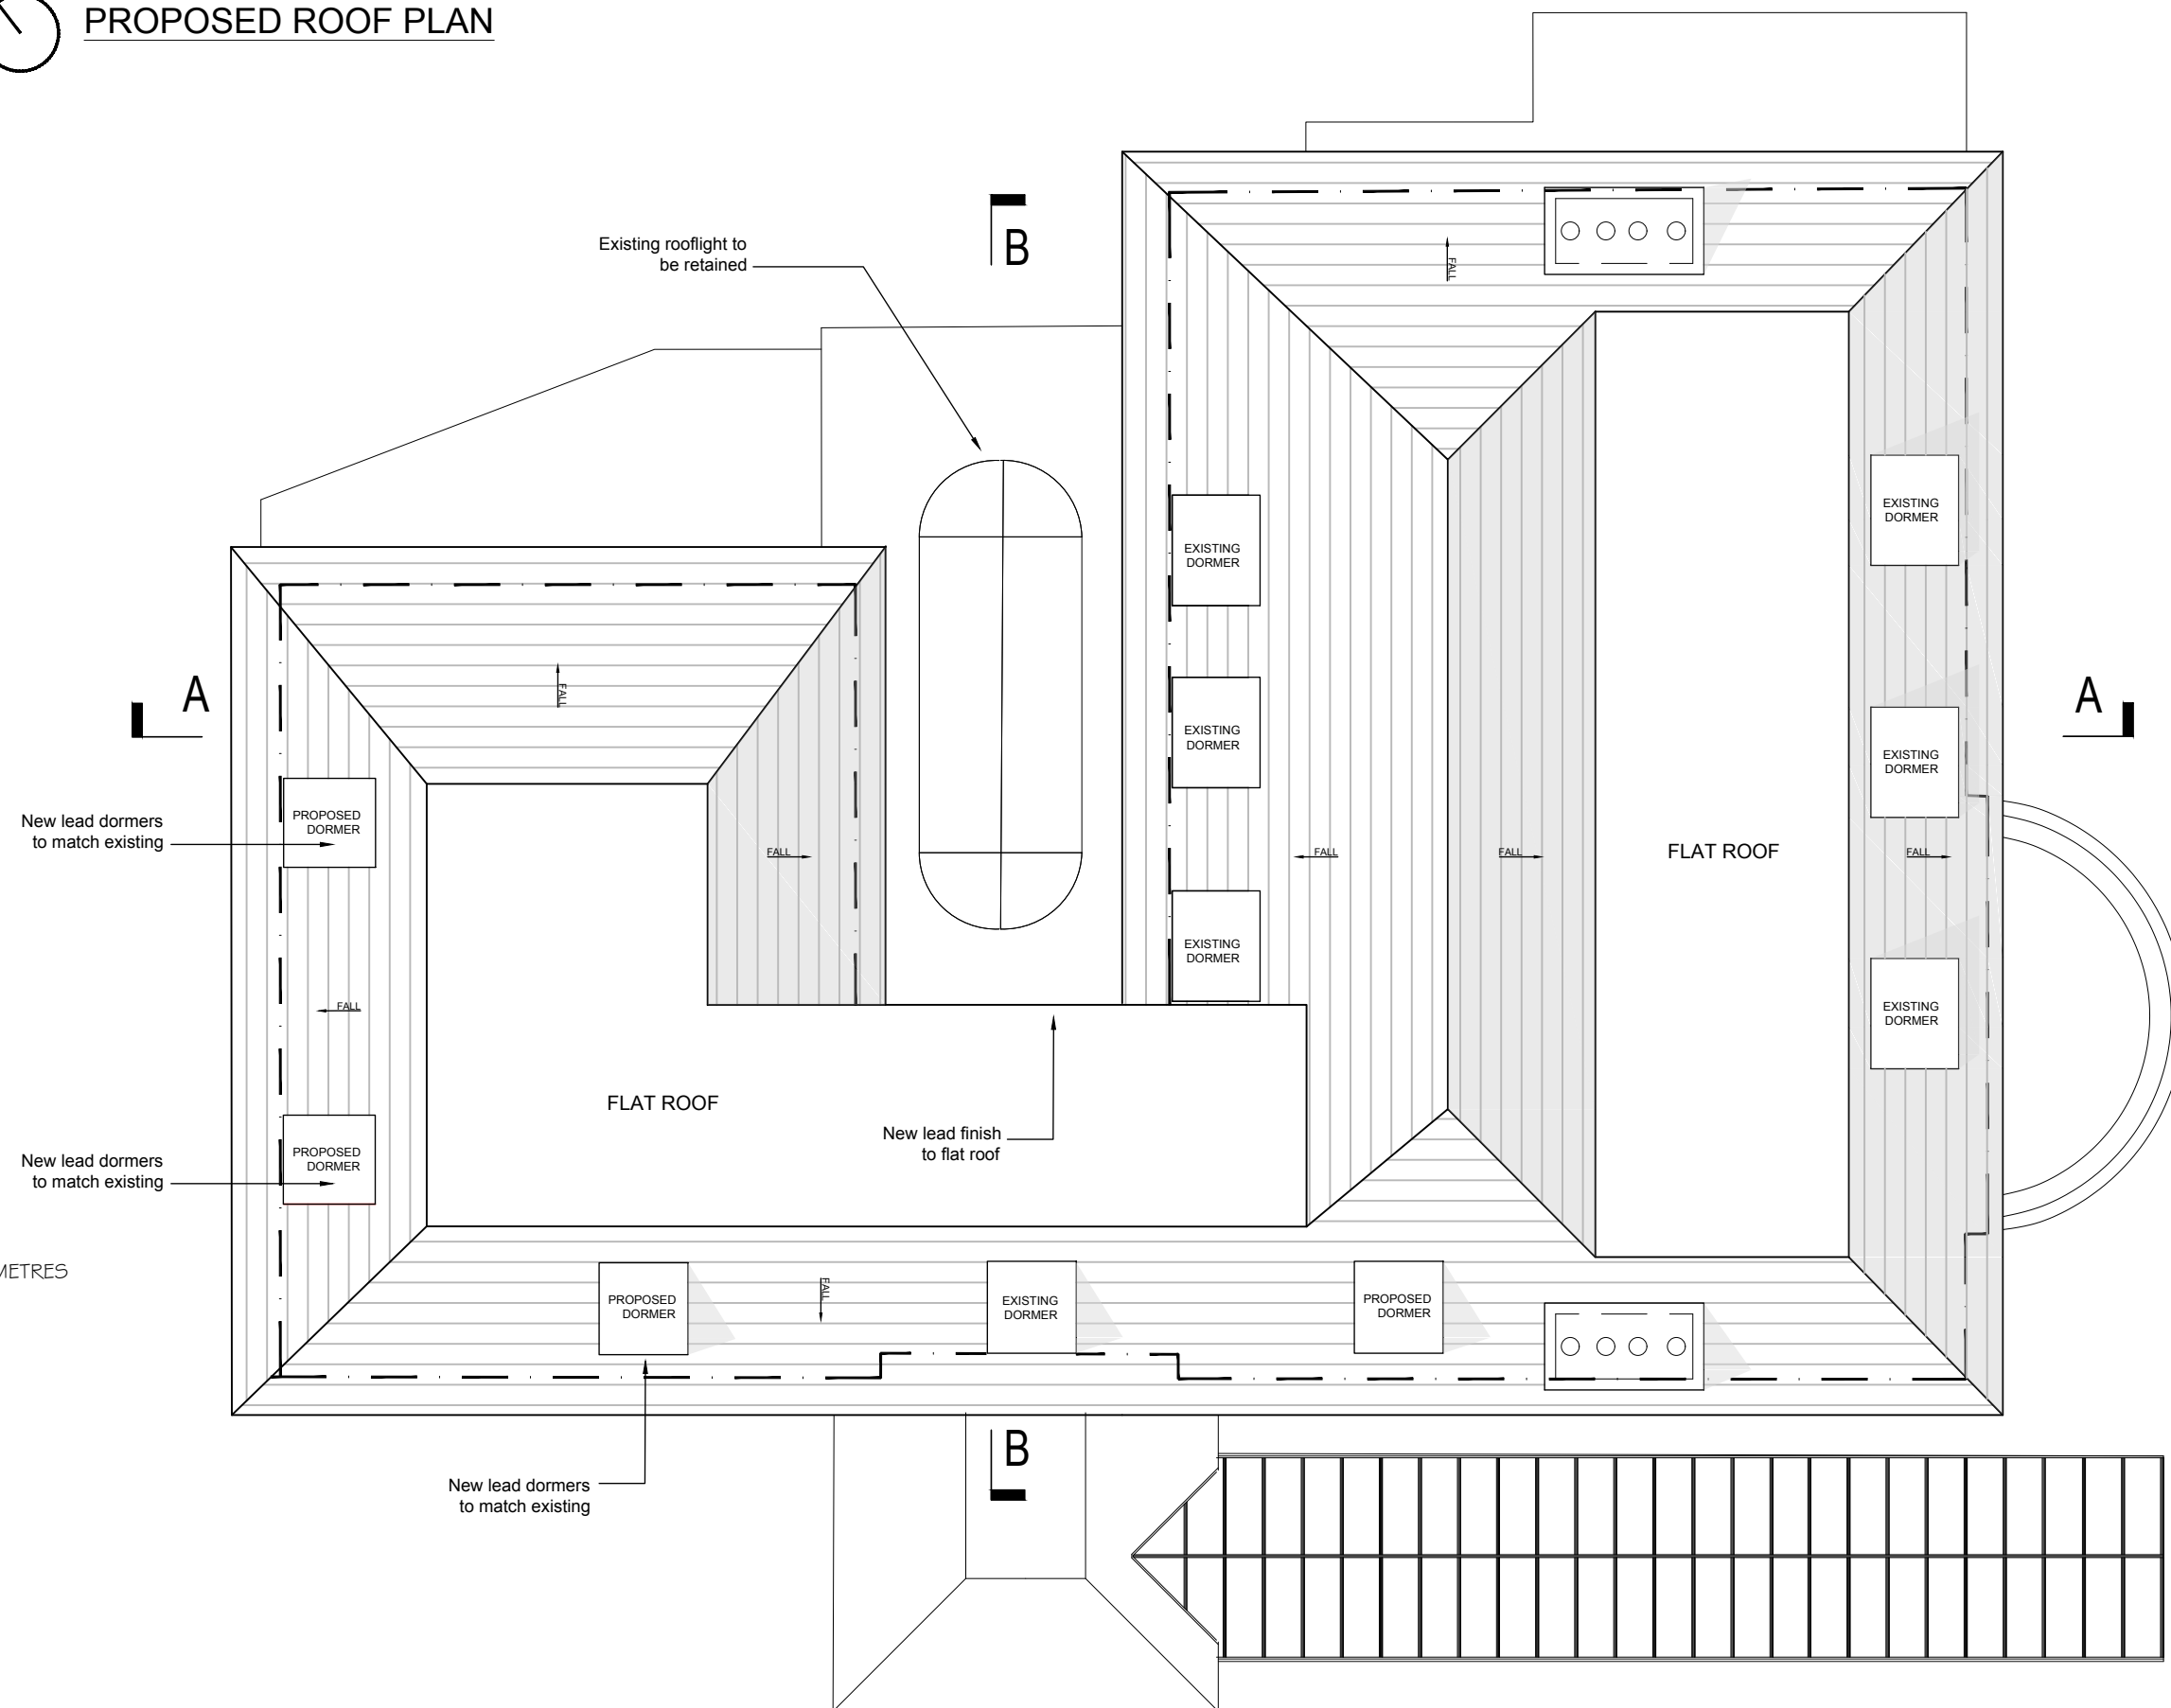 PROPOSED ROOF PLAN
B
Existing rooflight to
be retained
FALL
EXISTING
DORMER
EXISTING
DORMER
FALL
A
A
EXISTING
DORMER
EXISTING
DORMER
New lead dormers
to match existing
PROPOSED
DORMER
FALL
FALL
FALL
FLAT ROOF
FALL
EXISTING
DORMER
EXISTING
DORMER
FALL
FLAT ROOF
New lead finish
to flat roof
New lead dormers
to match existing
PROPOSED
DORMER
METRES
PROPOSED
DORMER
FALL
EXISTING
DORMER
PROPOSED
DORMER
B
New lead dormers
to match existing